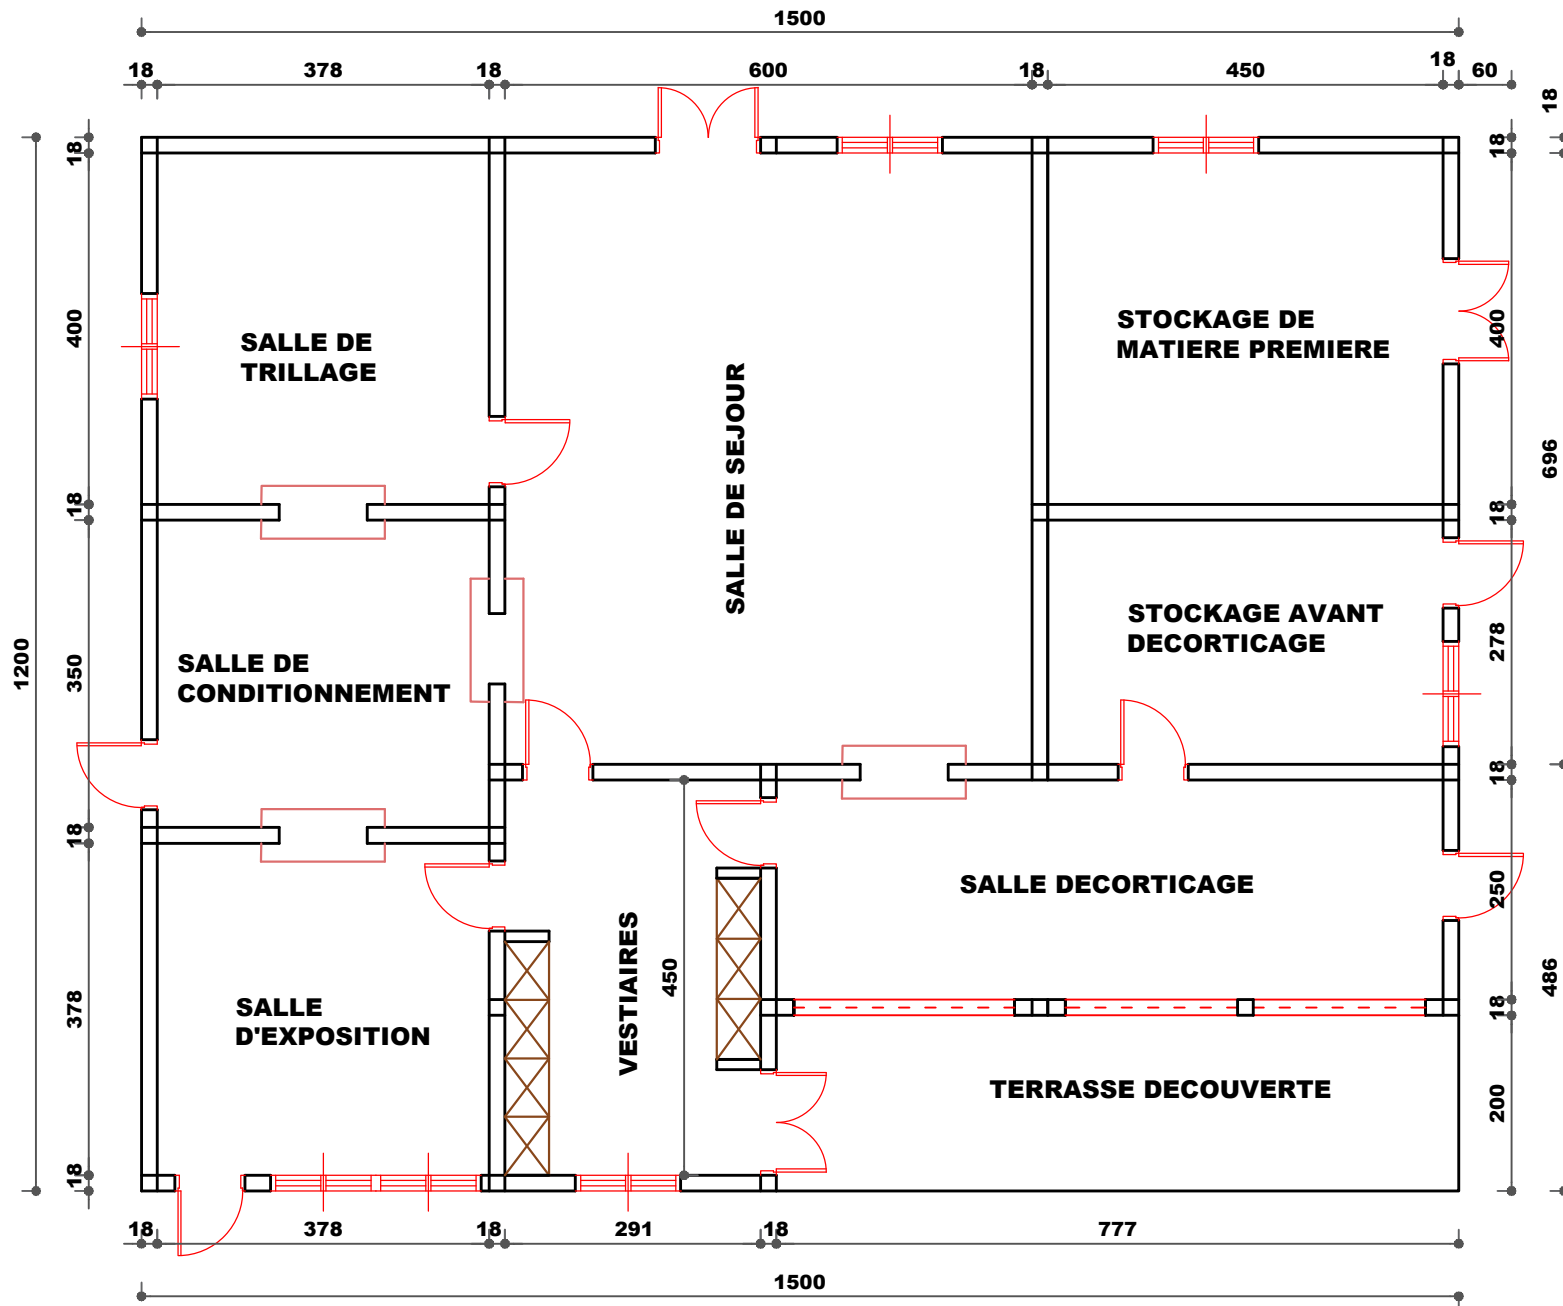 1500
18
378
18
600
18
450
18
60
18
18
18
400
400
696
SALLE DE
TRILLAGE
STOCKAGE DE
MATIERE PREMIERE
SALLE DE SEJOUR
18
18
1200
350
278
SALLE DE
CONDITIONNEMENT
STOCKAGE AVANT
DECORTICAGE
18
18
SALLE DECORTICAGE
250
VESTIAIRES
450
486
378
18
SALLE
D'EXPOSITION
TERRASSE DECOUVERTE
200
18
18
378
18
291
18
777
1500